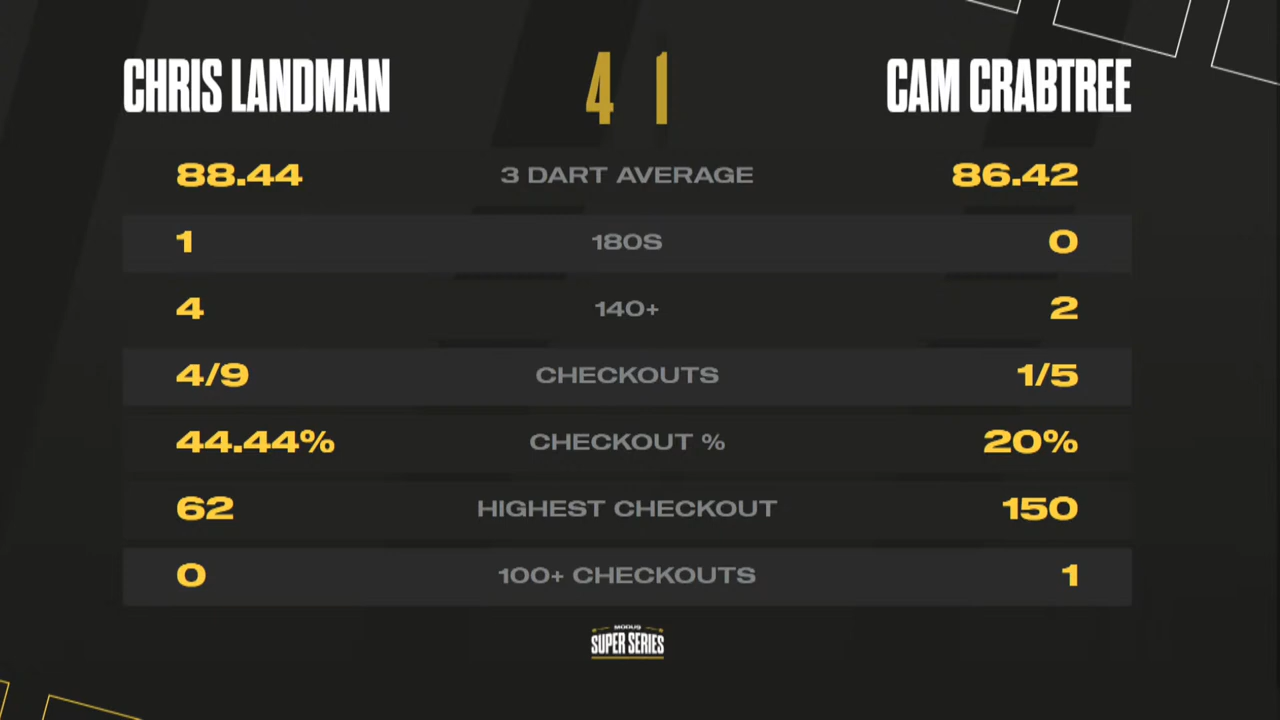 CHRIS LANDMAN 4 1 CAM CRABTREE
88.44 3 DART AVERAGE 86.42
1 180S 0
4 140+ 2
4/9 CHECKOUTS 1/5
44.44% CHECKOUT % 20%
62 HIGHEST CHECKOUT 150
0 100+ CHECKOUTS 1
MODUS
SUPER SERIES